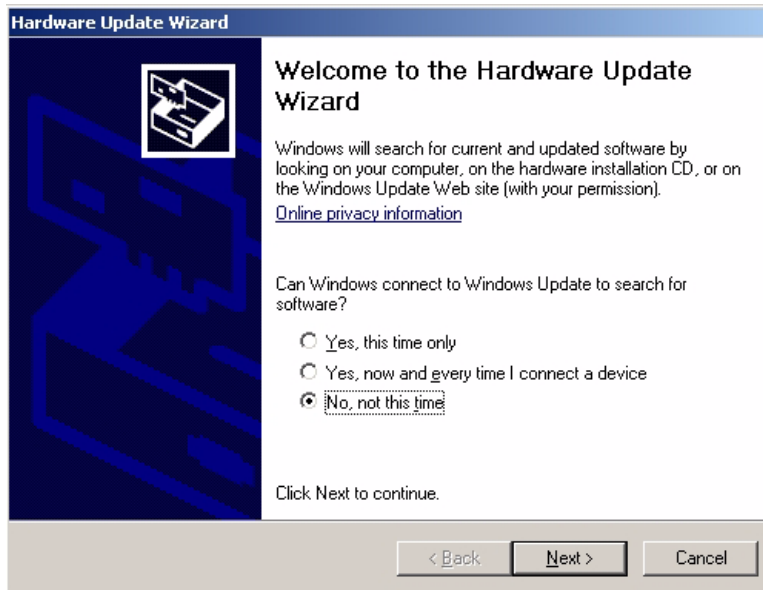 Hardware Update Wizard
Welcome to the Hardware Update
Wizard
Windows will search for current and updated software by
looking on your computer, on the hardware installation CD, or on
the Windows Update Web site (with your permission).
Online privacy information
Can Windows connect to Windows Update to search for
software?
Yes, this time only
Yes, now and every time I connect a device
No, not this time
Click Next to continue.
< Back Next > Cancel